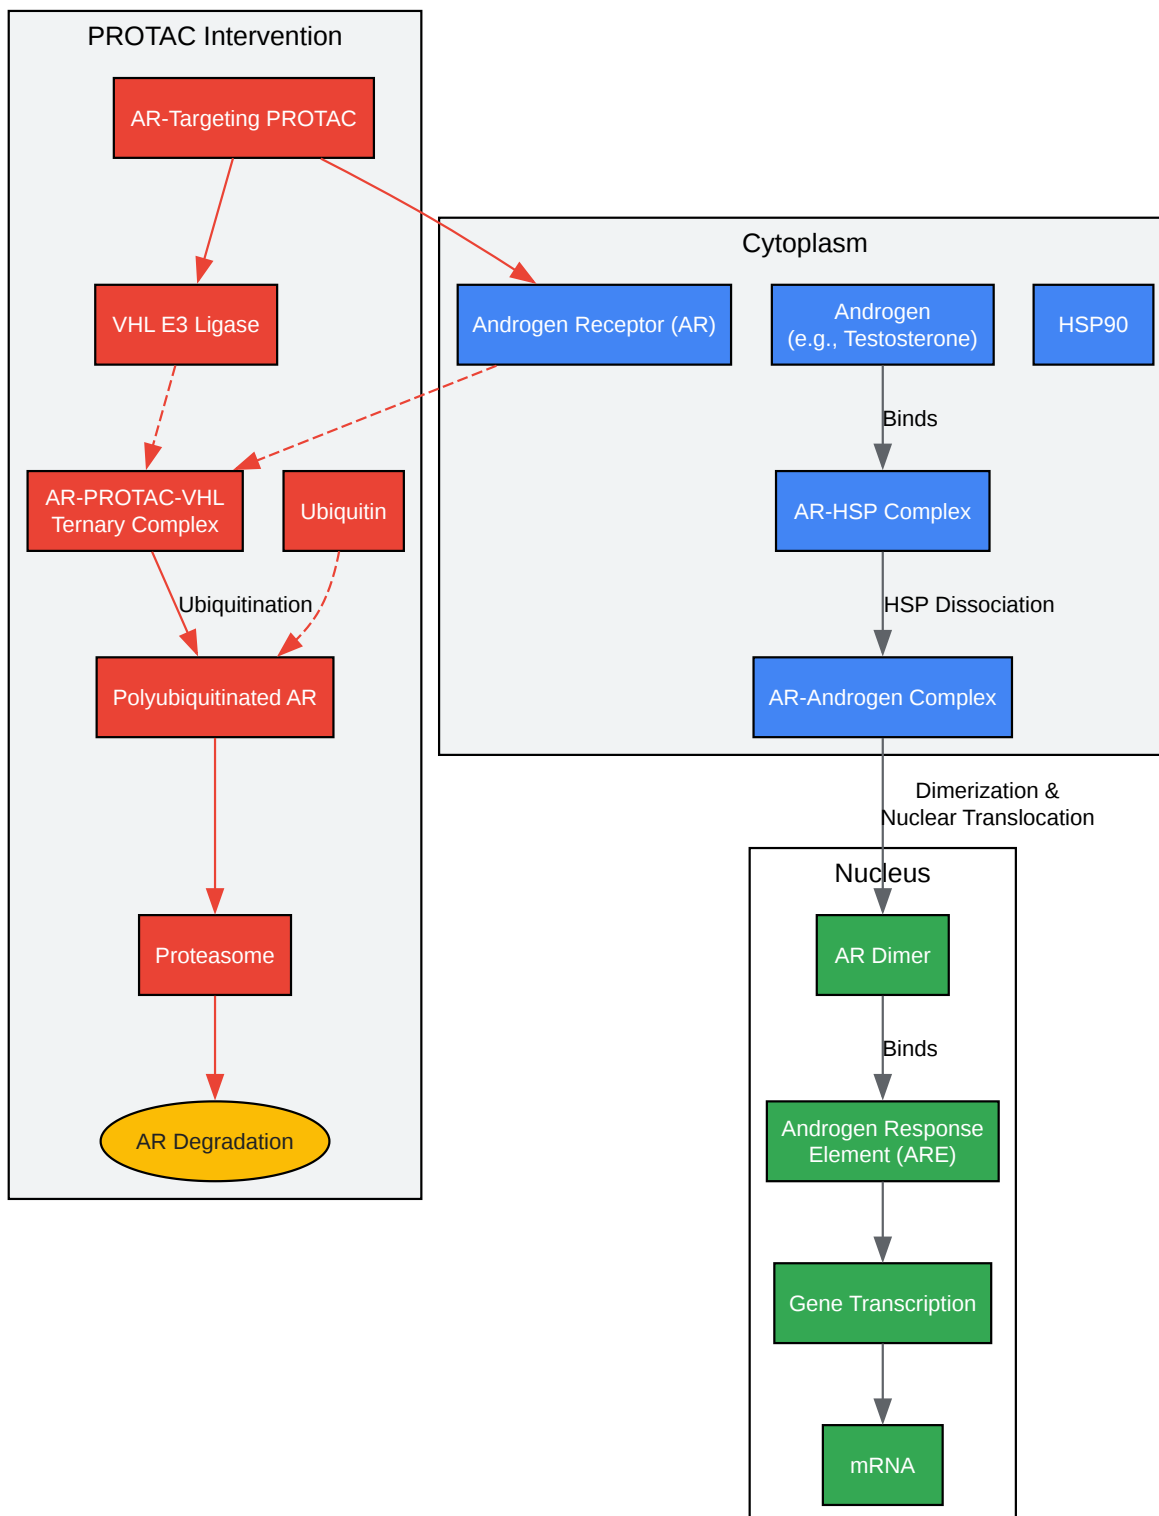 PROTAC Intervention
AR-Targeting PROTAC
VHL E3 Ligase
AR-PROTAC-VHL
Ternary Complex
Ubiquitin
Ubiquitination
Polyubiquitinated AR
Proteasome
AR Degradation
Cytoplasm
Androgen Receptor (AR)
Androgen
(e.g., Testosterone)
HSP90
Binds
AR-HSP Complex
HSP Dissociation
AR-Androgen Complex
Dimerization &
Nuclear Translocation
Nucleus
AR Dimer
Binds
Androgen Response
Element (ARE)
Gene Transcription
mRNA